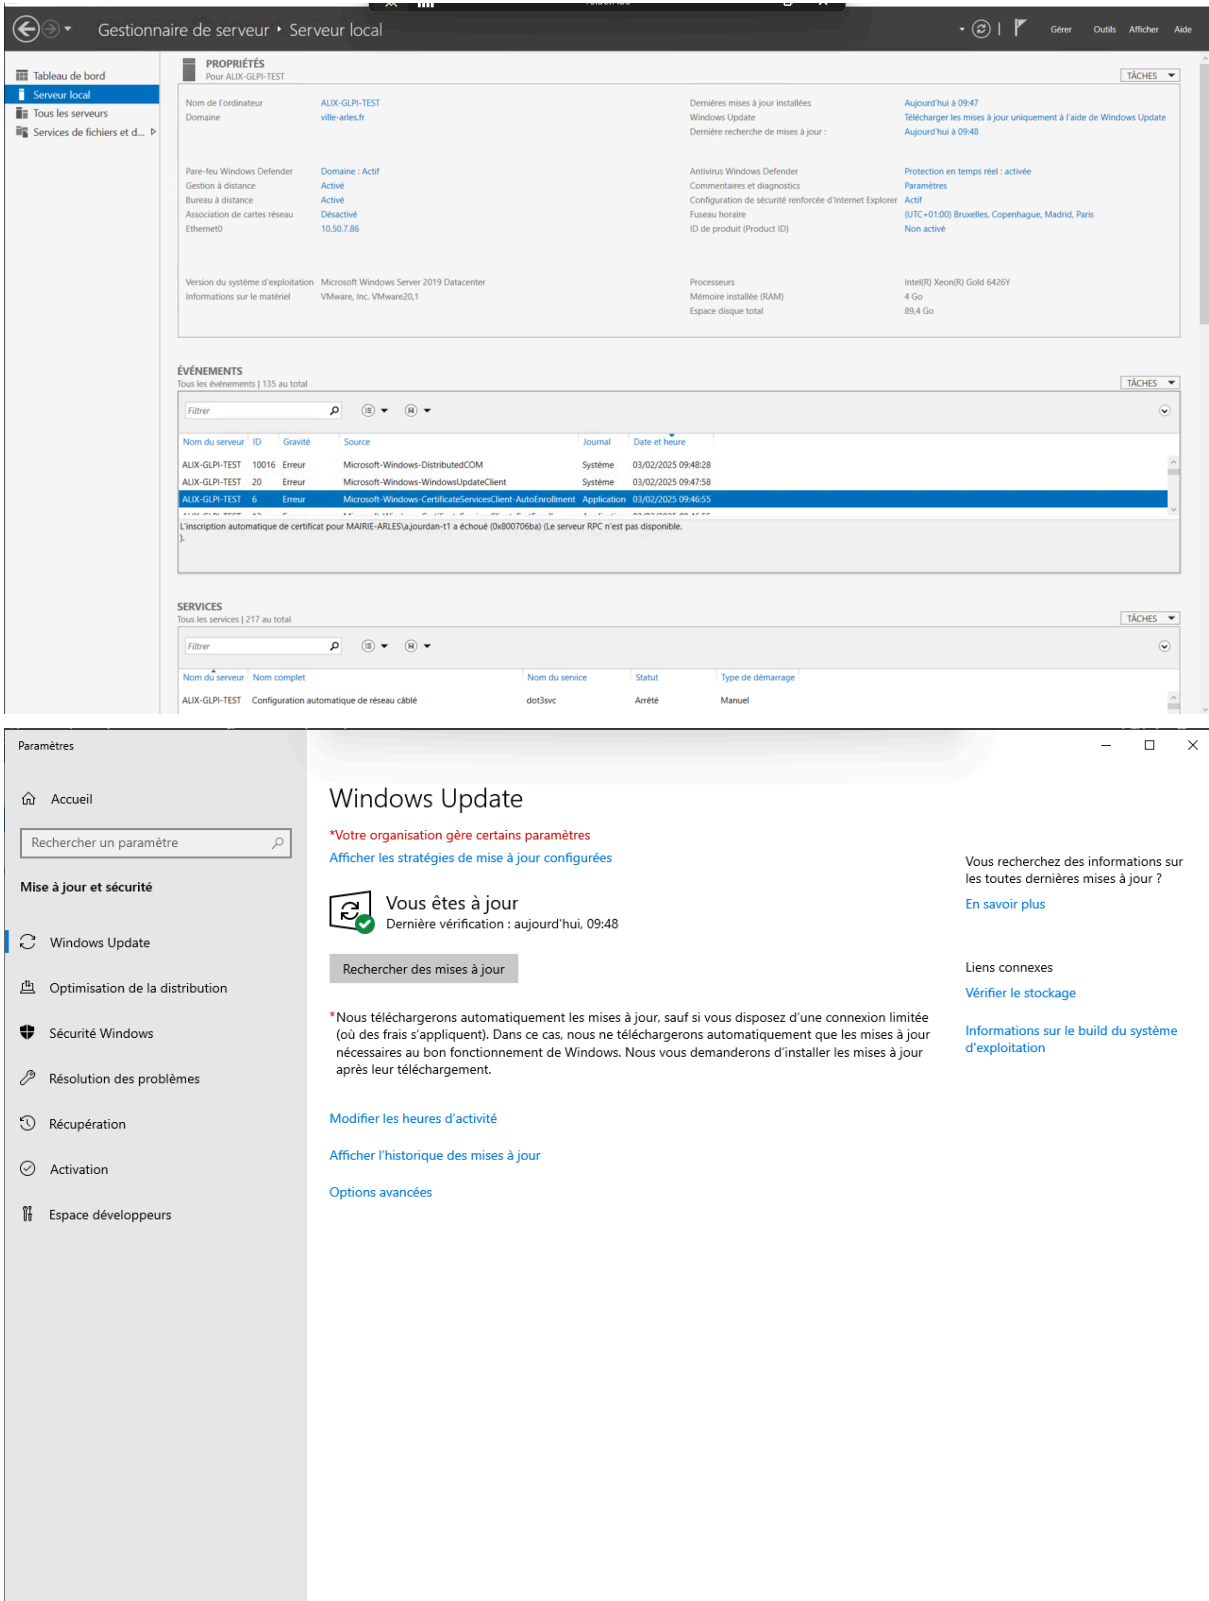 Gestionnaire de serveur ‣ Serveur local
Gérer Outils Afficher Aide
Tableau de bord
Serveur local
Tous les serveurs
Services de fichiers et d...
PROPRIÉTÉS
Pour ALIX-GLPI-TEST
TÂCHES
Nom de l'ordinateur ALIX-GLPI-TEST
Domaine ville-arles.fr
Dernières mises à jour installées Aujourd'hui à 09:47
Windows Update Télécharger les mises à jour uniquement à l'aide de Windows Update
Dernière recherche de mises à jour : Aujourd'hui à 09:48
Pare-feu Windows Defender Domaine : Actif
Gestion à distance Activé
Bureau à distance Activé
Association de cartes réseau Désactivé
Ethernet0 10.50.7.86
Antivirus Windows Defender Protection en temps réel : activée
Commentaires et diagnostics Paramètres
Configuration de sécurité renforcée d'Internet Explorer Actif
Fuseau horaire (UTC+01:00) Bruxelles, Copenhague, Madrid, Paris
ID de produit (Product ID) Non activé
Version du système d'exploitation Microsoft Windows Server 2019 Datacenter
Informations sur le matériel VMware, Inc. VMware20,1
Processeurs Intel(R) Xeon(R) Gold 6426Y
Mémoire installée (RAM) 4 Go
Espace disque total 89,4 Go
ÉVÉNEMENTS
Tous les événements | 135 au total
TÂCHES
Filtrer
Nom du serveur ID Gravité Source Journal Date et heure
ALIX-GLPI-TEST 10016 Erreur Microsoft-Windows-DistributedCOM Système 03/02/2025 09:48:28
ALIX-GLPI-TEST 20 Erreur Microsoft-Windows-WindowsUpdateClient Système 03/02/2025 09:47:58
ALIX-GLPI-TEST 6 Erreur Microsoft-Windows-CertificateServicesClient-AutoEnrollment Application 03/02/2025 09:46:55
L'inscription automatique de certificat pour MAIRIE-ARLES\a.jourdan-t1 a échoué (0x800706ba) (Le serveur RPC n'est pas disponible.
).
SERVICES
Tous les services | 217 au total
TÂCHES
Filtrer
Nom du serveur Nom complet Nom du service Statut Type de démarrage
ALIX-GLPI-TEST Configuration automatique de réseau câblé dot3svc Arrêté Manuel
Paramètres
Accueil
Rechercher un paramètre
Mise à jour et sécurité
Windows Update
Optimisation de la distribution
Sécurité Windows
Résolution des problèmes
Récupération
Activation
Espace développeurs
Windows Update
*Votre organisation gère certains paramètres
Afficher les stratégies de mise à jour configurées
Vous êtes à jour
Dernière vérification : aujourd'hui, 09:48
Rechercher des mises à jour
*Nous téléchargerons automatiquement les mises à jour, sauf si vous disposez d'une connexion limitée
(où des frais s'appliquent). Dans ce cas, nous ne téléchargerons automatiquement que les mises à jour
nécessaires au bon fonctionnement de Windows. Nous vous demanderons d'installer les mises à jour
après leur téléchargement.
Modifier les heures d'activité
Afficher l'historique des mises à jour
Options avancées
Vous recherchez des informations sur
les toutes dernières mises à jour ?
En savoir plus
Liens connexes
Vérifier le stockage
Informations sur le build du système
d'exploitation